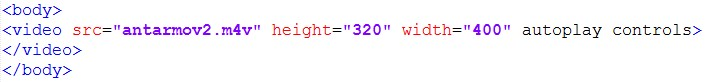 <body>
<video src="antarmov2.m4v" height="320" width="400" autoplay controls>
</video>
</body>